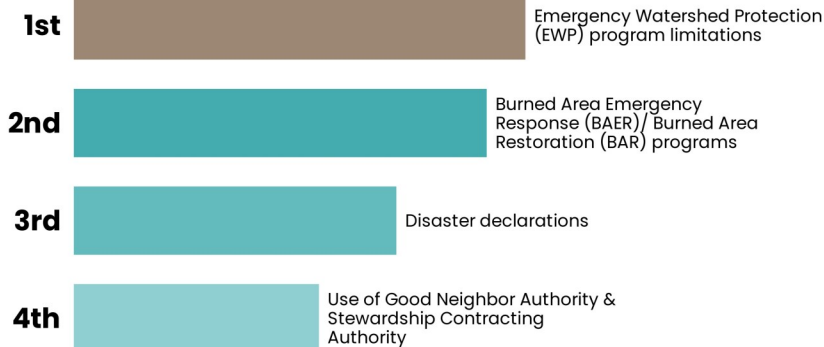 1st
Emergency Watershed Protection
(EWP) program limitations
2nd
Burned Area Emergency
Response (BAER)/ Burned Area
Restoration (BAR) programs
3rd
Disaster declarations
4th
Use of Good Neighbor Authority &
Stewardship Contracting
Authority